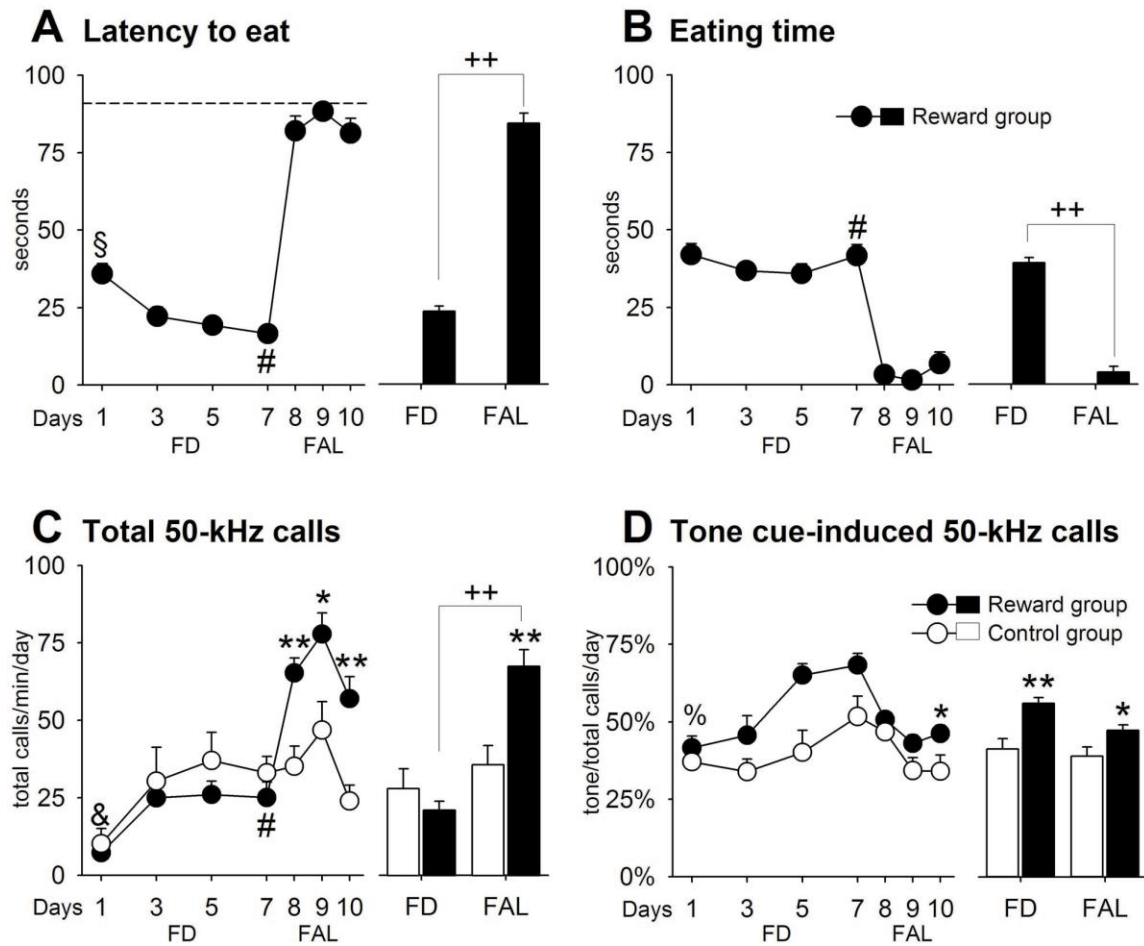 A Latency to eat
++
100
75
50
25
0
seconds
§
#
Days 1 3 5 7 8 9 10
FD FAL
FD FAL
B Eating time
Reward group
100
75
50
25
0
seconds
#
++
Days 1 3 5 7 8 9 10
FD FAL
FD FAL
C Total 50-kHz calls
100
75
50
25
0
total calls/min/day
&
#
**
*
**
++
**
Days 1 3 5 7 8 9 10
FD FAL
FD FAL
D Tone cue-induced 50-kHz calls
100%
75%
50%
25%
0%
tone/total calls/day
Reward group
Control group
%
*
**
*
Days 1 3 5 7 8 9 10
FD FAL
FD FAL